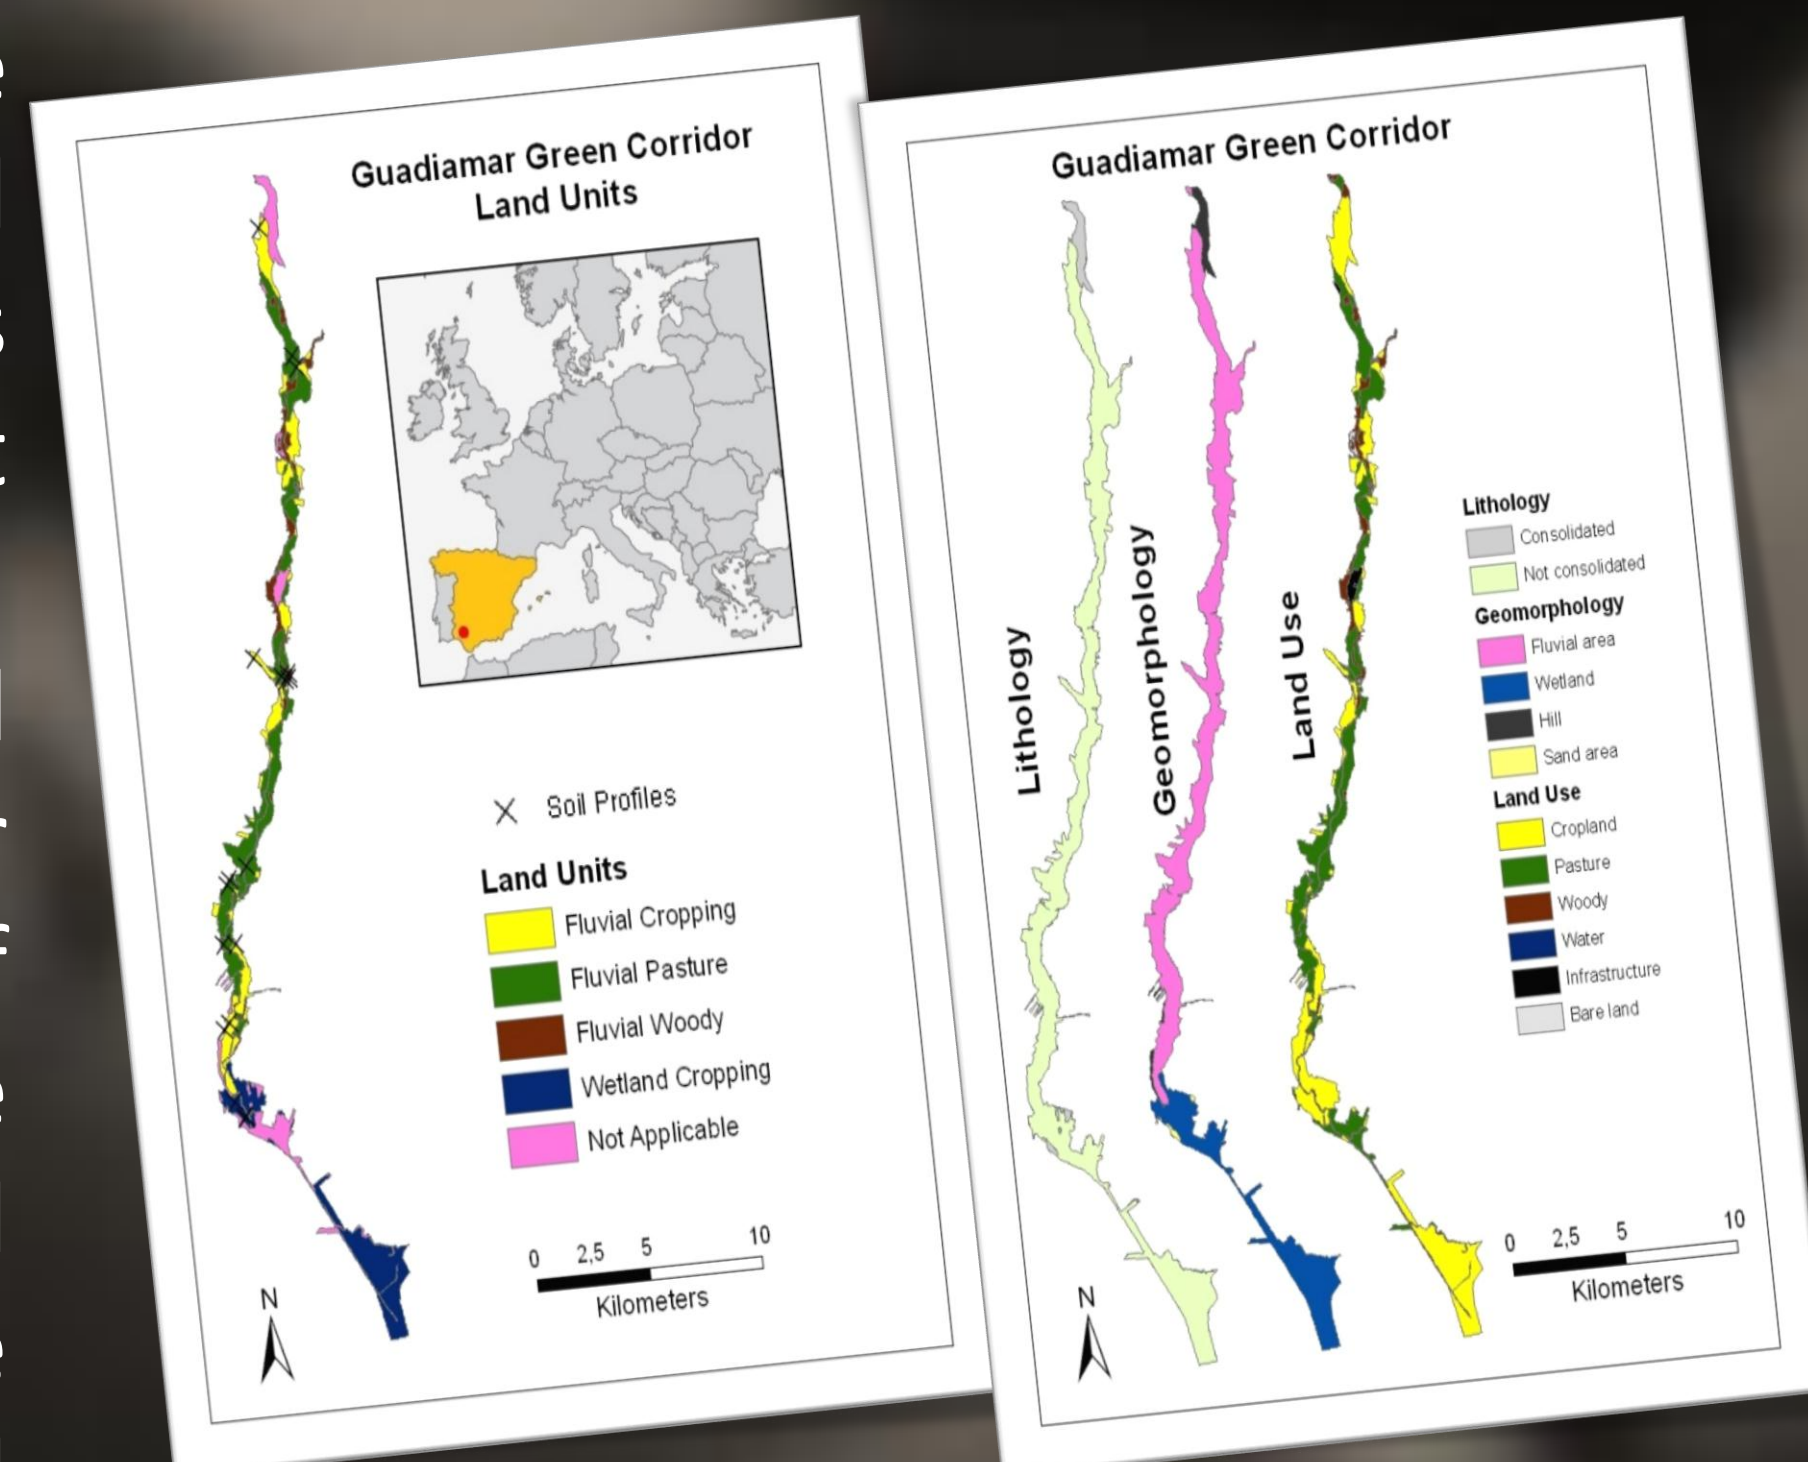 Guadiamar Green Corridor
Land Units
Soil Profiles
Land Units
Fluvial Cropping
Fluvial Pasture
Fluvial Woody
Wetland Cropping
Not Applicable
0 2,5 5 10
Kilometers
N
Guadiamar Green Corridor
Lithology
Geomorphology
Land Use
Lithology
Consolidated
Not consolidated
Geomorphology
Fluvial area
Wetland
Hill
Sand area
Land Use
Cropland
Pasture
Woody
Water
Infrastructure
Bare land
0 2,5 5 10
Kilometers
N